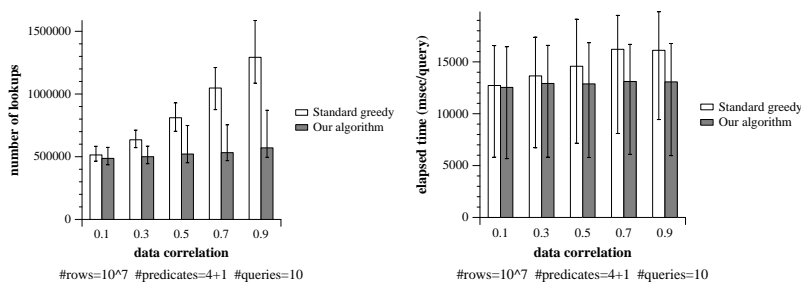 number of lookups
1500000
1000000
500000
0
0.1 0.3 0.5 0.7 0.9
data correlation
#rows=10^7 #predicates=4+1 #queries=10
Standard greedy
Our algorithm
elapsed time (msec/query)
15000
10000
5000
0
0.1 0.3 0.5 0.7 0.9
data correlation
#rows=10^7 #predicates=4+1 #queries=10
Standard greedy
Our algorithm